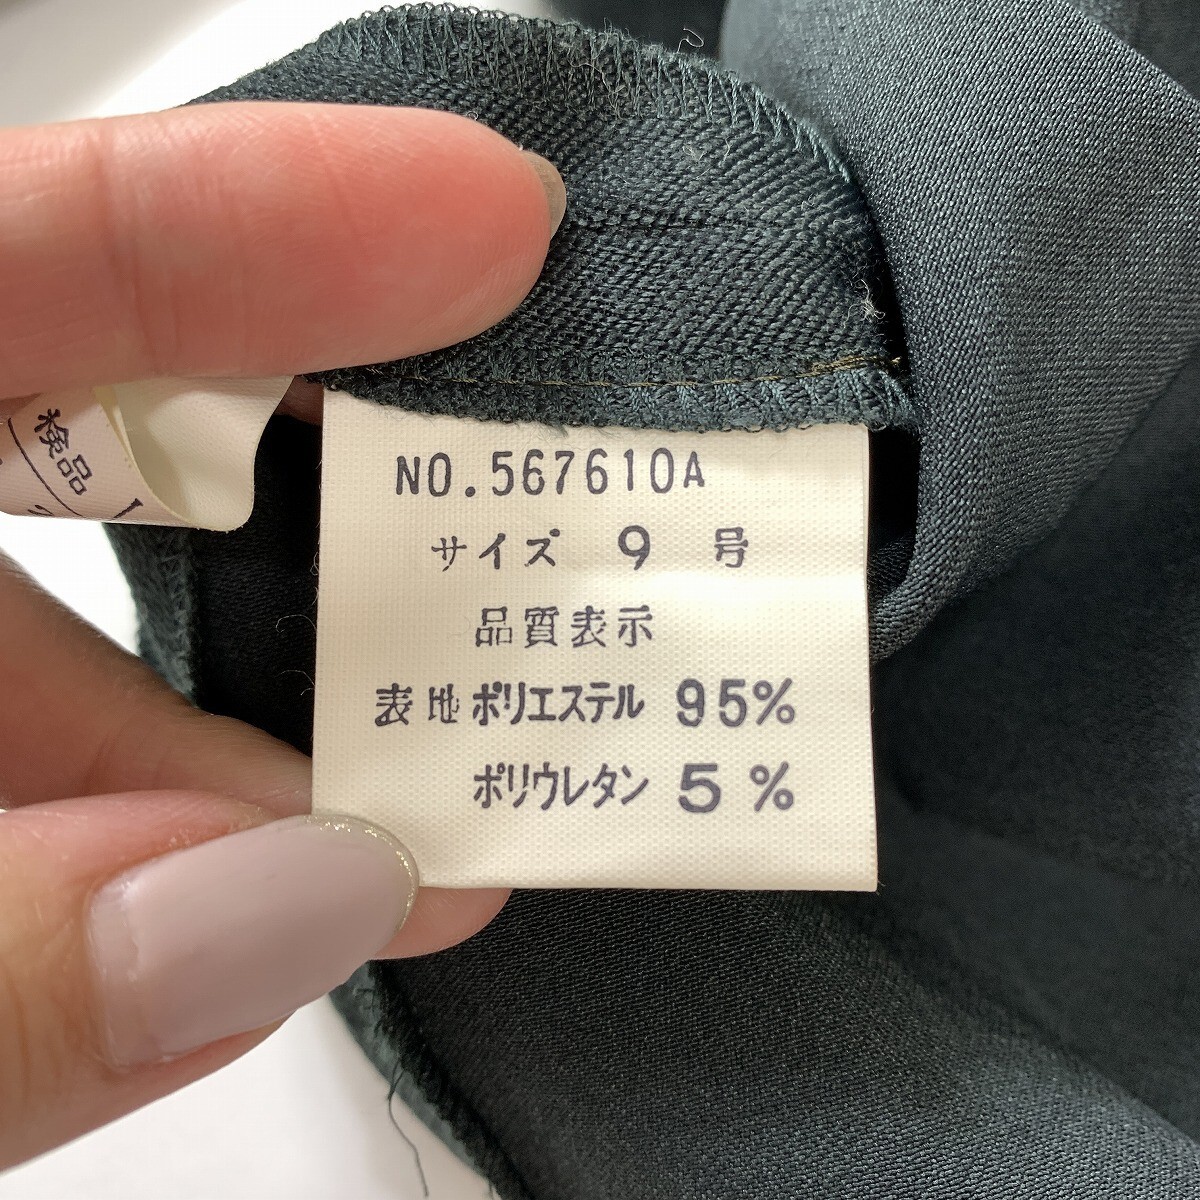 NO.567610A
サイズ 9 号
品質表示
表地ポリエステル 95%
ポリウレタン 5 %
検品